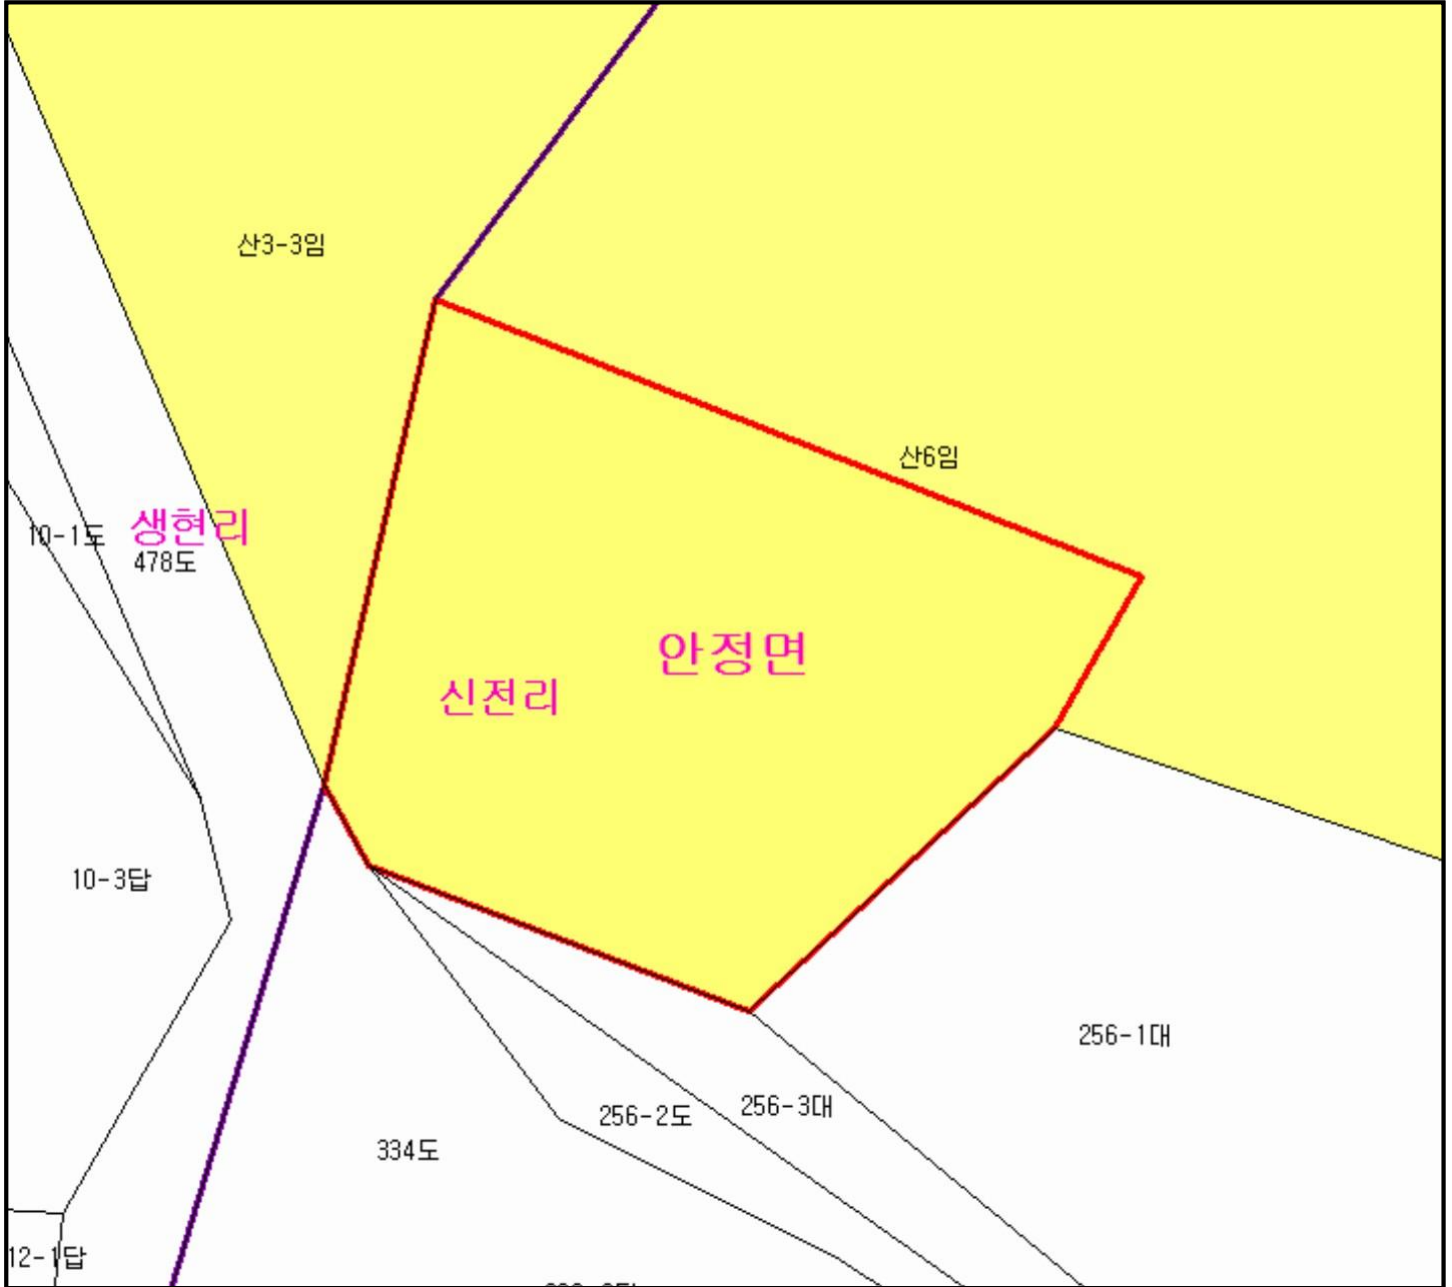 산3-3임
산6임
10-1도
생현리
478도
안정면
신전리
10-3답
256-1대
256-3대
256-2도
334도
12-1답